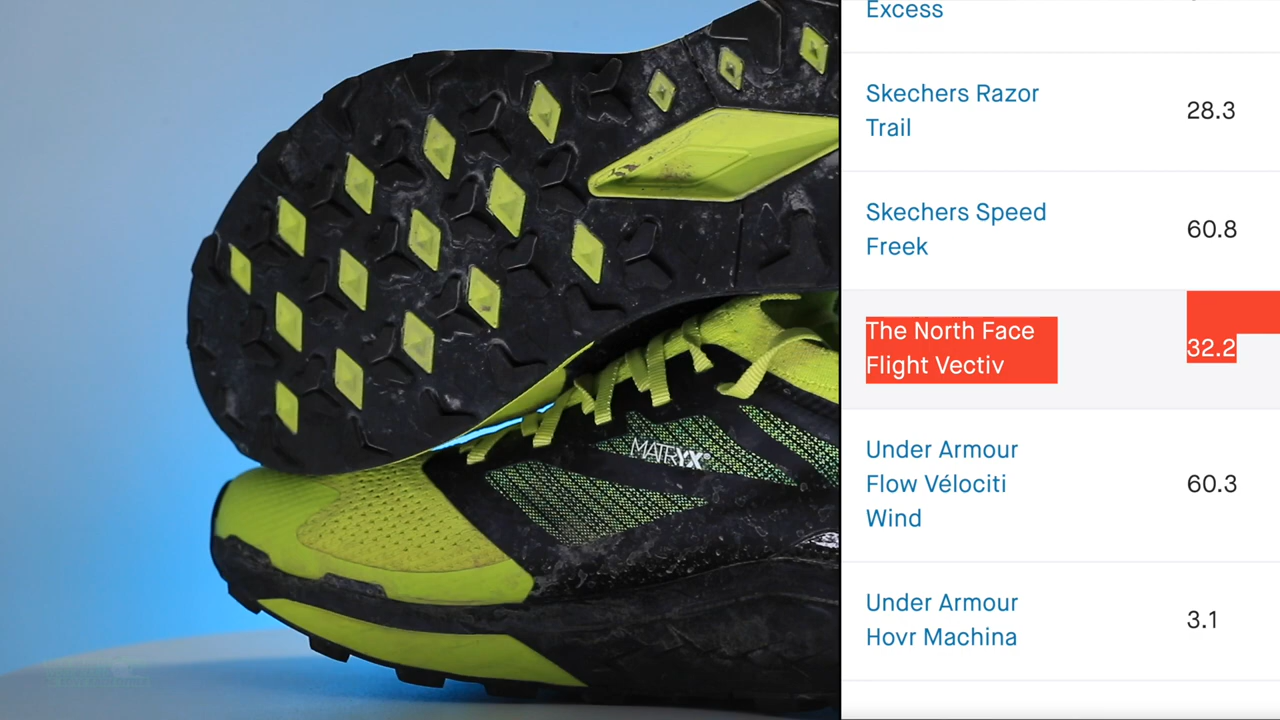 MATRYX®
Excess
Skechers Razor
Trail
28.3
Skechers Speed
Freek
60.8
The North Face
Flight Vectiv
32.2
Under Armour
Flow Vélociti
Wind
60.3
Under Armour
Hovr Machina
3.1